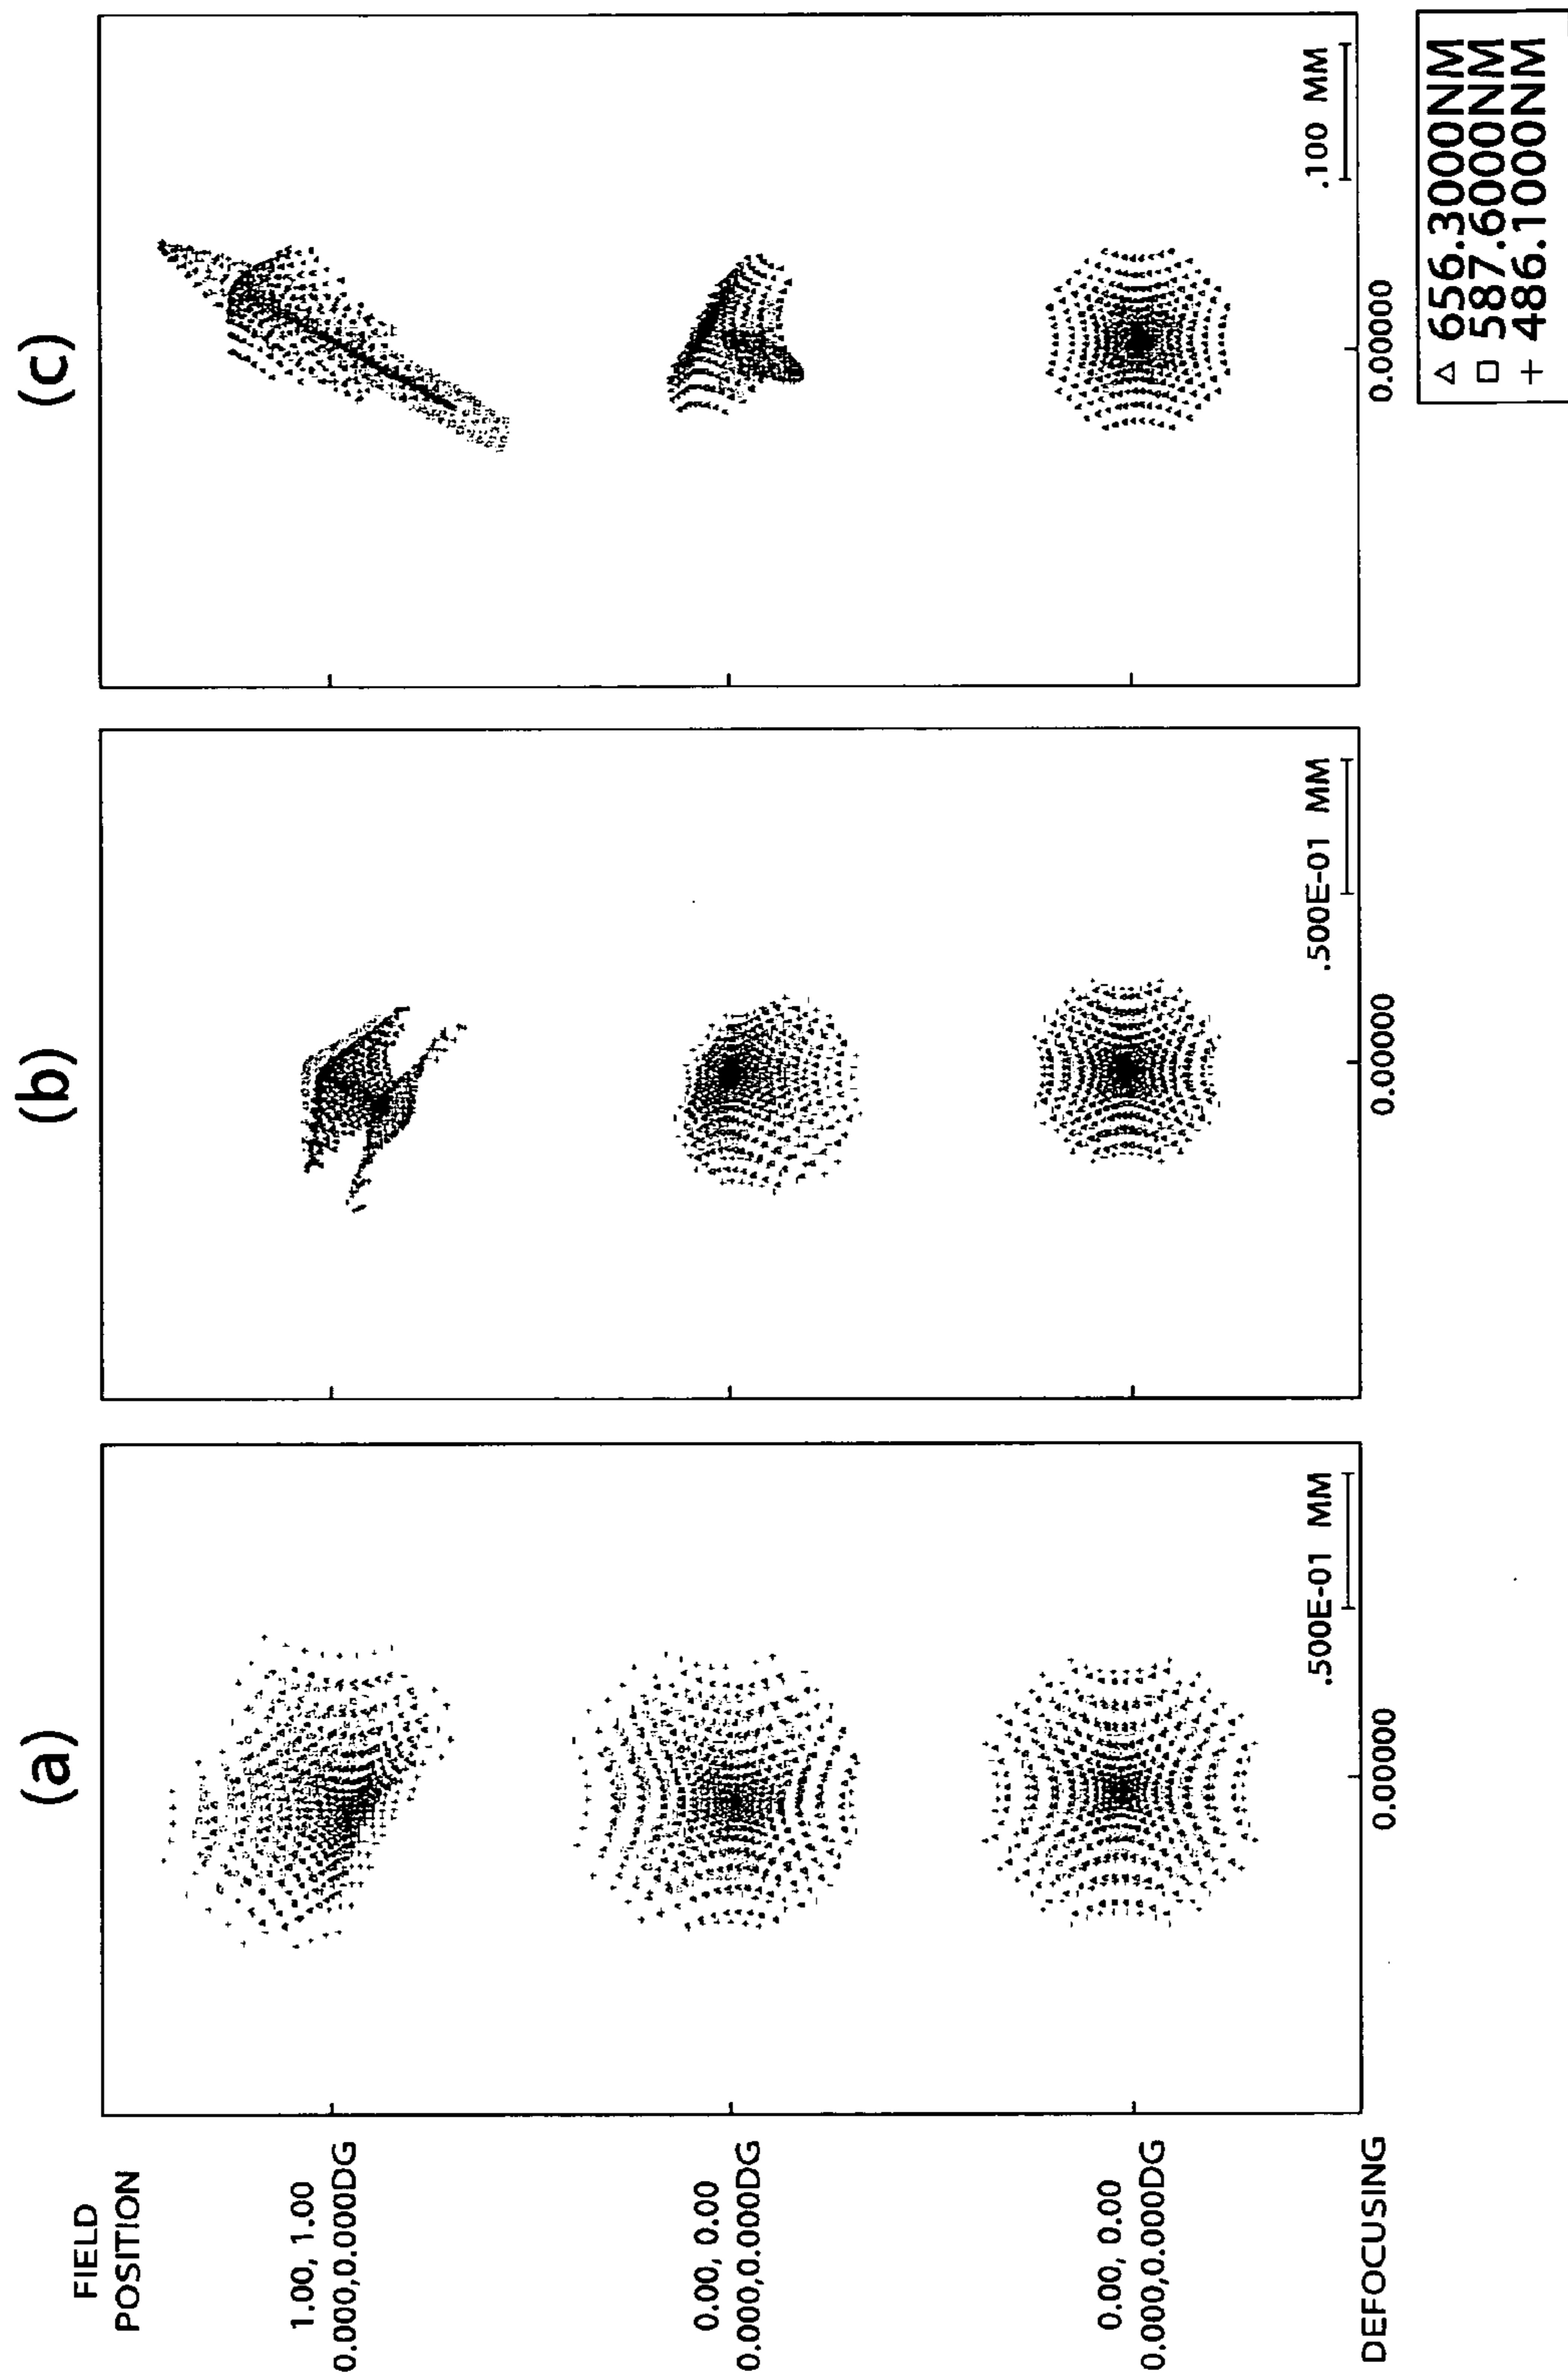 (a)
(b)
(c)
FIELD
POSITION
1.00, 1.00
0.000,0.000DG
0.00, 0.00
0.000,0.000DG
0.00, 0.00
0.000,0.000DG
DEFOCUSING
.500E-01 MM
0.00000
.500E-01 MM
0.00000
.100 MM
0.00000
△ 656.3000NM
□ 587.6000NM
+ 486.1000NM